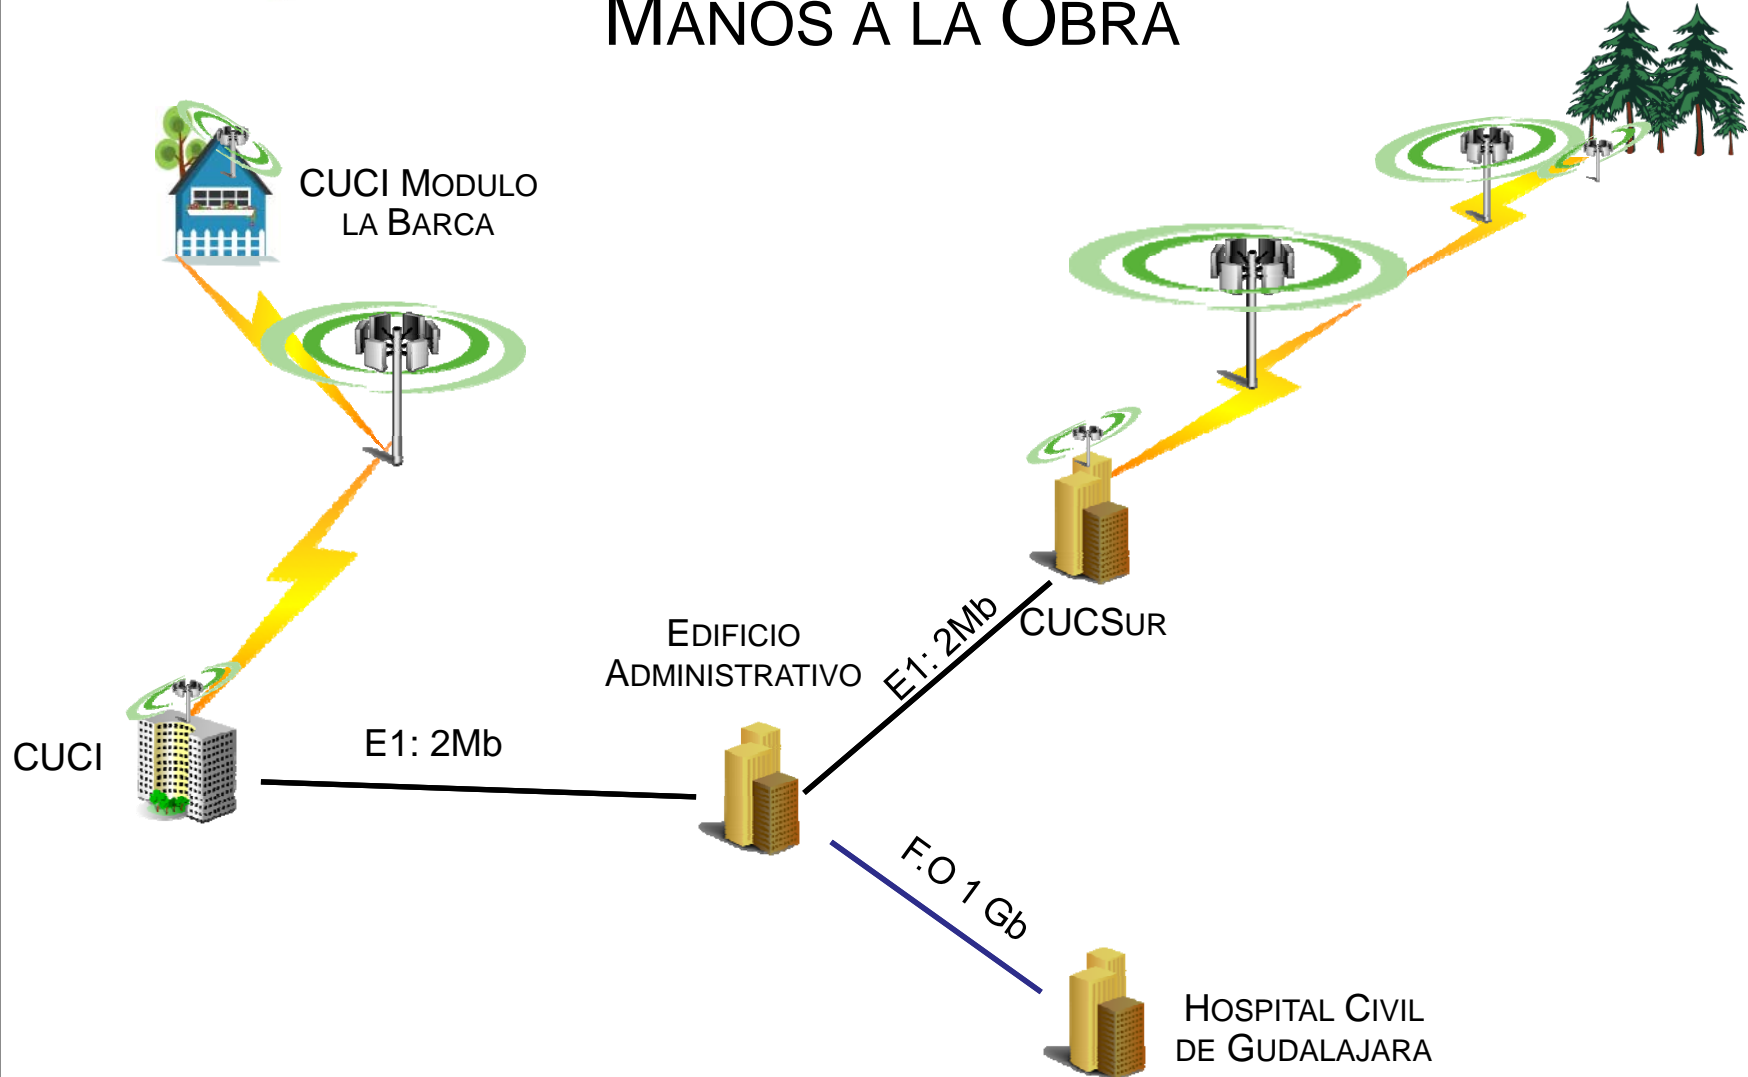 MANOS A LA OBRA
CUCI MODULO
LA BARCA
CUCSUR
EDIFICIO
ADMINISTRATIVO
E1: 2Mb
E1: 2Mb
CUCI
F.O 1 Gb
HOSPITAL CIVIL
DE GUDALAJARA